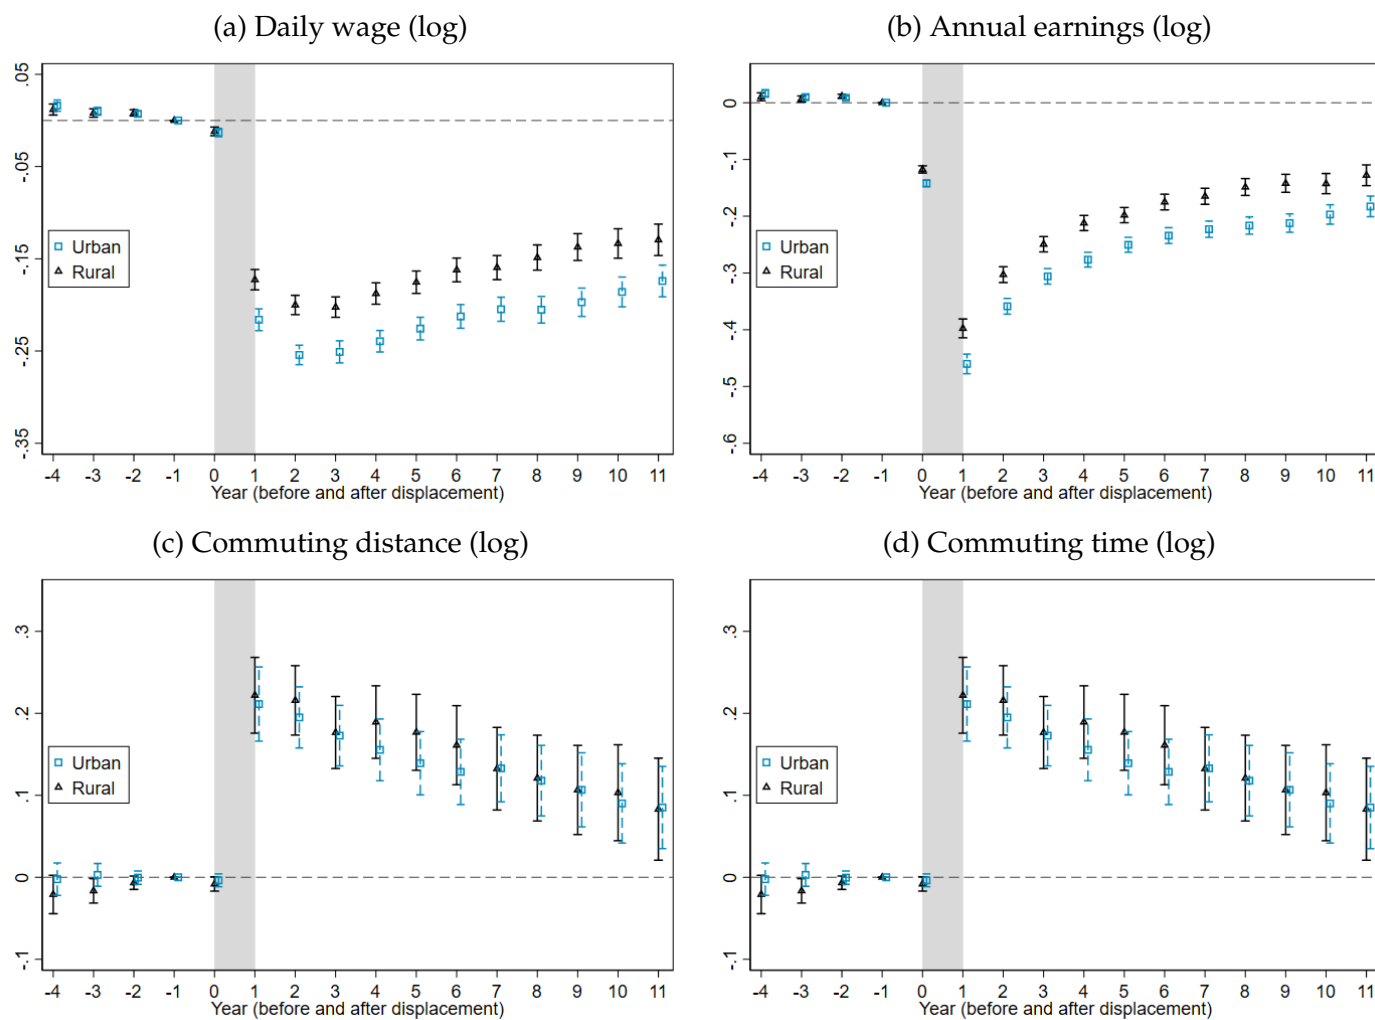 (a) Daily wage (log)
.05
0
-.05
-.15
-.25
-.35
Urban
Rural
-4 -3 -2 -1 0 1 2 3 4 5 6 7 8 9 10 11
Year (before and after displacement)
(b) Annual earnings (log)
0
-.1
-.2
-.3
-.4
-.5
-.6
Urban
Rural
-4 -3 -2 -1 0 1 2 3 4 5 6 7 8 9 10 11
Year (before and after displacement)
(c) Commuting distance (log)
.3
.2
.1
0
-.1
Urban
Rural
-4 -3 -2 -1 0 1 2 3 4 5 6 7 8 9 10 11
Year (before and after displacement)
(d) Commuting time (log)
.3
.2
.1
0
-.1
Urban
Rural
-4 -3 -2 -1 0 1 2 3 4 5 6 7 8 9 10 11
Year (before and after displacement)